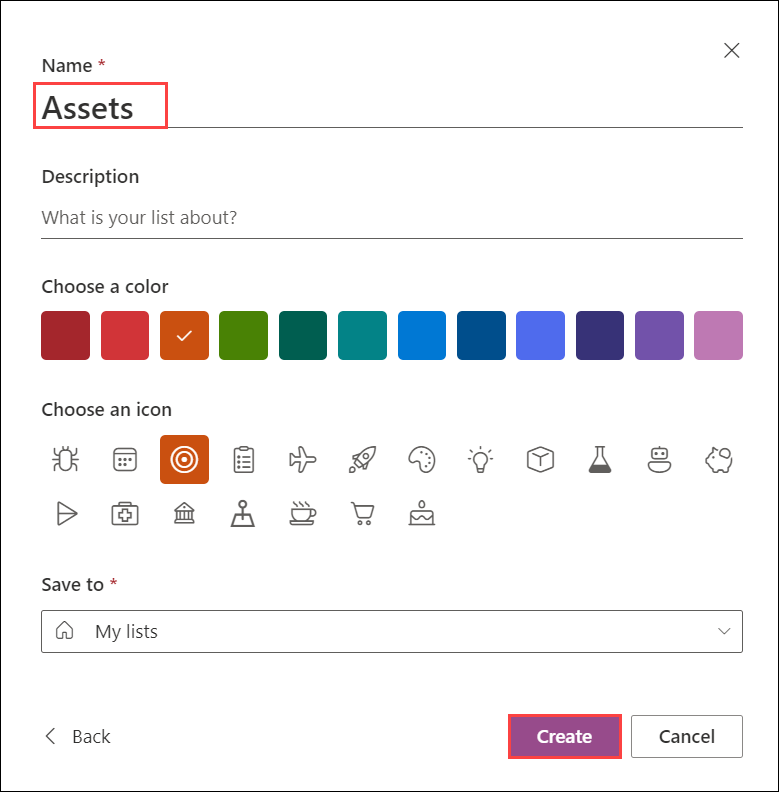 Name *
Assets
Description
What is your list about?
Choose a color
Choose an icon
Save to *
My lists
Back
Create
Cancel